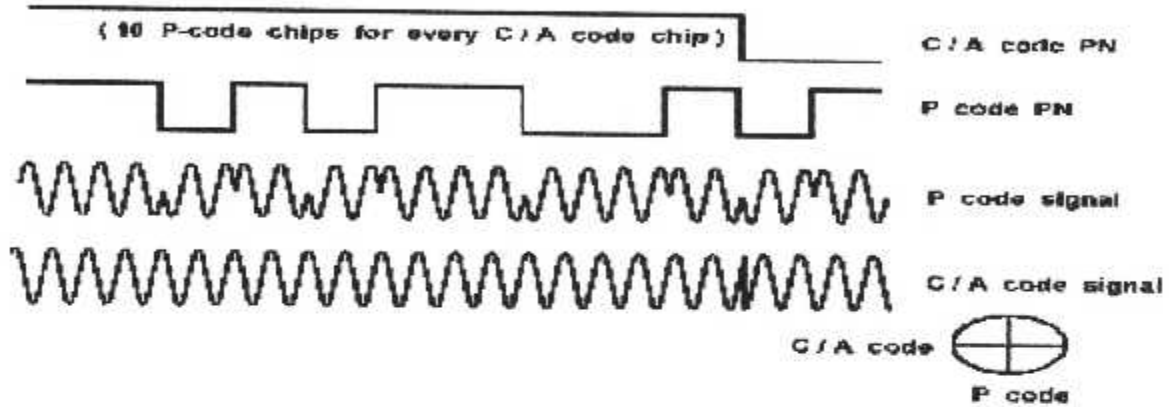 ( 10 P-code chips for every C / A code chip )
C / A code PN
P code PN
P code signal
C / A code signal
C / A code
P code